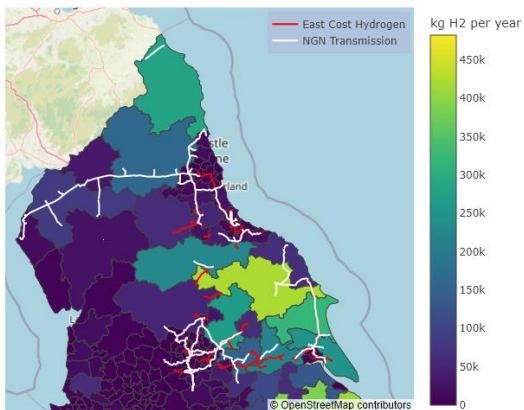 kg H2 per year
East Cost Hydrogen
NGN Transmission
450k
400k
350k
300k
250k
200k
150k
100k
50k
0
stle
ne
rland
L
© OpenStreetMap contributors